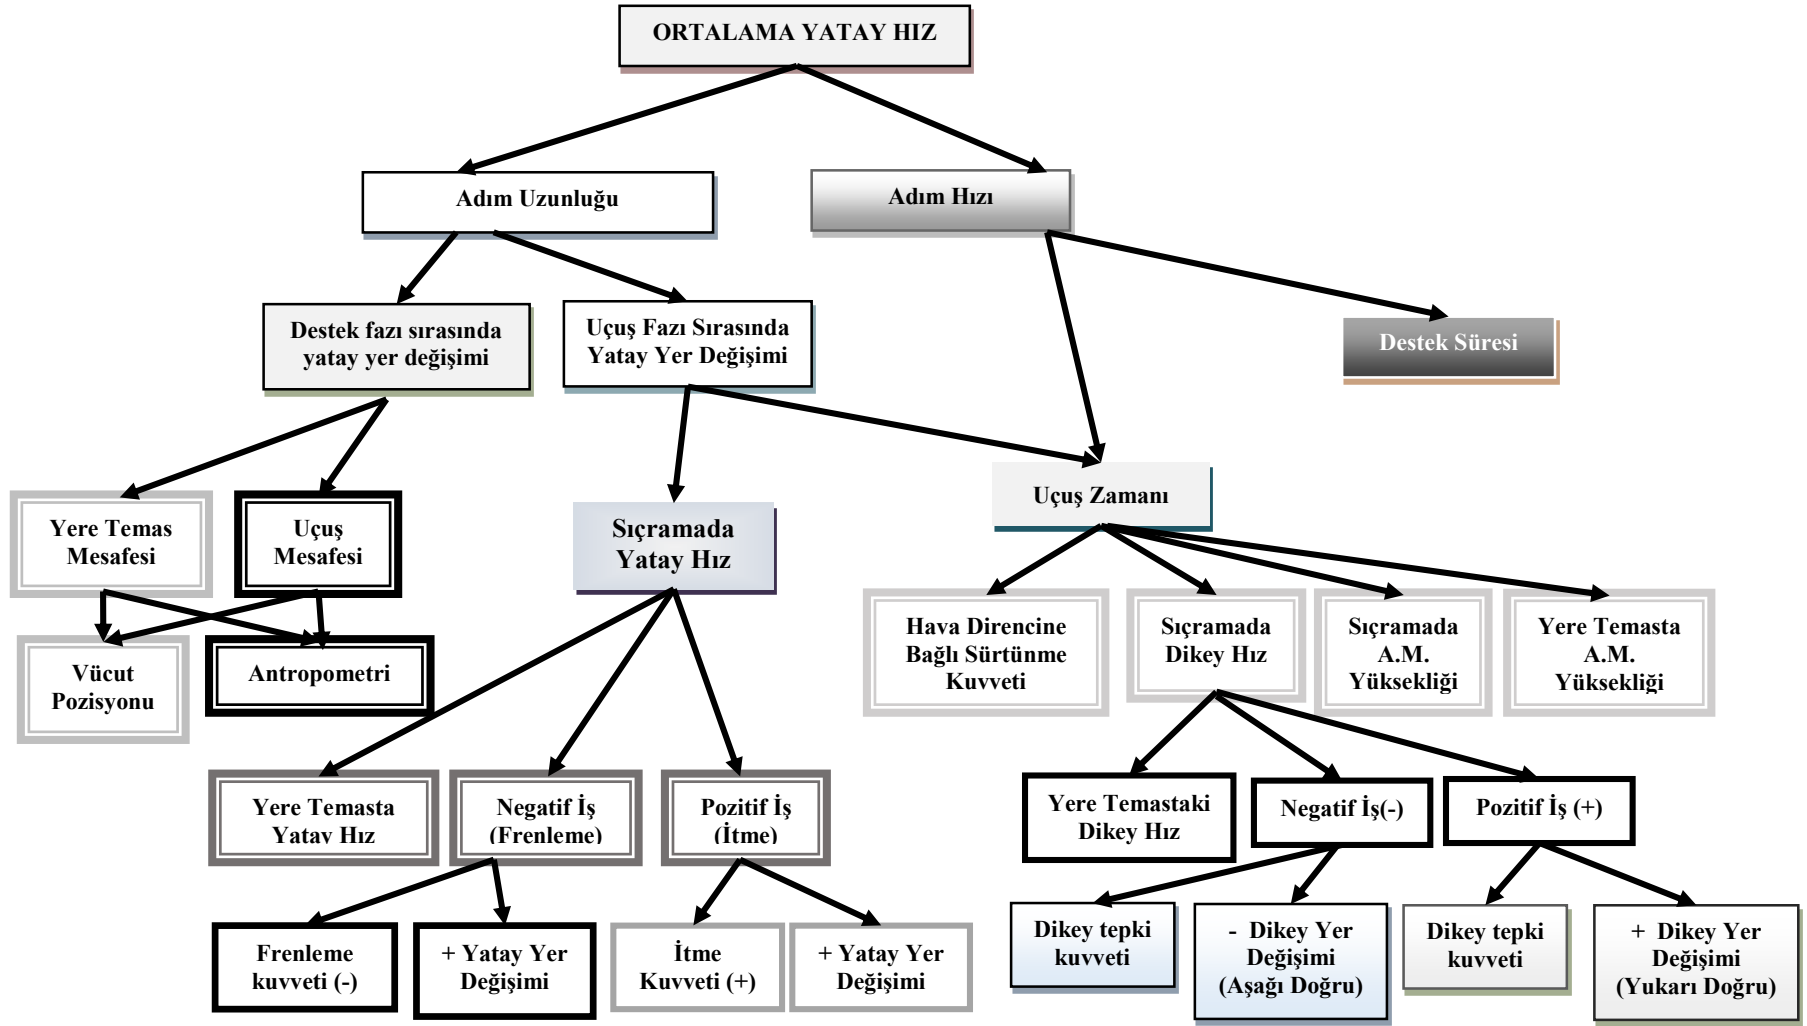 ORTALAMA YATAY HIZ
Adım Uzunluğu
Adım Hızı
Destek fazı sırasında
yatay yer değişimi
Uçuş Fazı Sırasında
Yatay Yer Değişimi
Destek Süresi
Yere Temas
Mesafesi
Uçuş
Mesafesi
Sıçramada
Yatay Hız
Uçuş Zamanı
Vücut
Pozisyonu
Antropometri
Hava Direncine
Bağlı Sürtünme
Kuvveti
Sıçramada
Dikey Hız
Sıçramada
A.M.
Yüksekliği
Yere Temasta
A.M.
Yüksekliği
Yere Temasta
Yatay Hız
Negatif İş
(Frenleme)
Pozitif İş
(İtme)
Yere Temastaki
Dikey Hız
Negatif İş(-)
Pozitif İş (+)
Frenleme
kuvveti (-)
+ Yatay Yer
Değişimi
İtme
Kuvveti (+)
+ Yatay Yer
Değişimi
Dikey tepki
kuvveti
- Dikey Yer
Değişimi
(Aşağı Doğru)
Dikey tepki
kuvveti
+ Dikey Yer
Değişimi
(Yukarı Doğru)